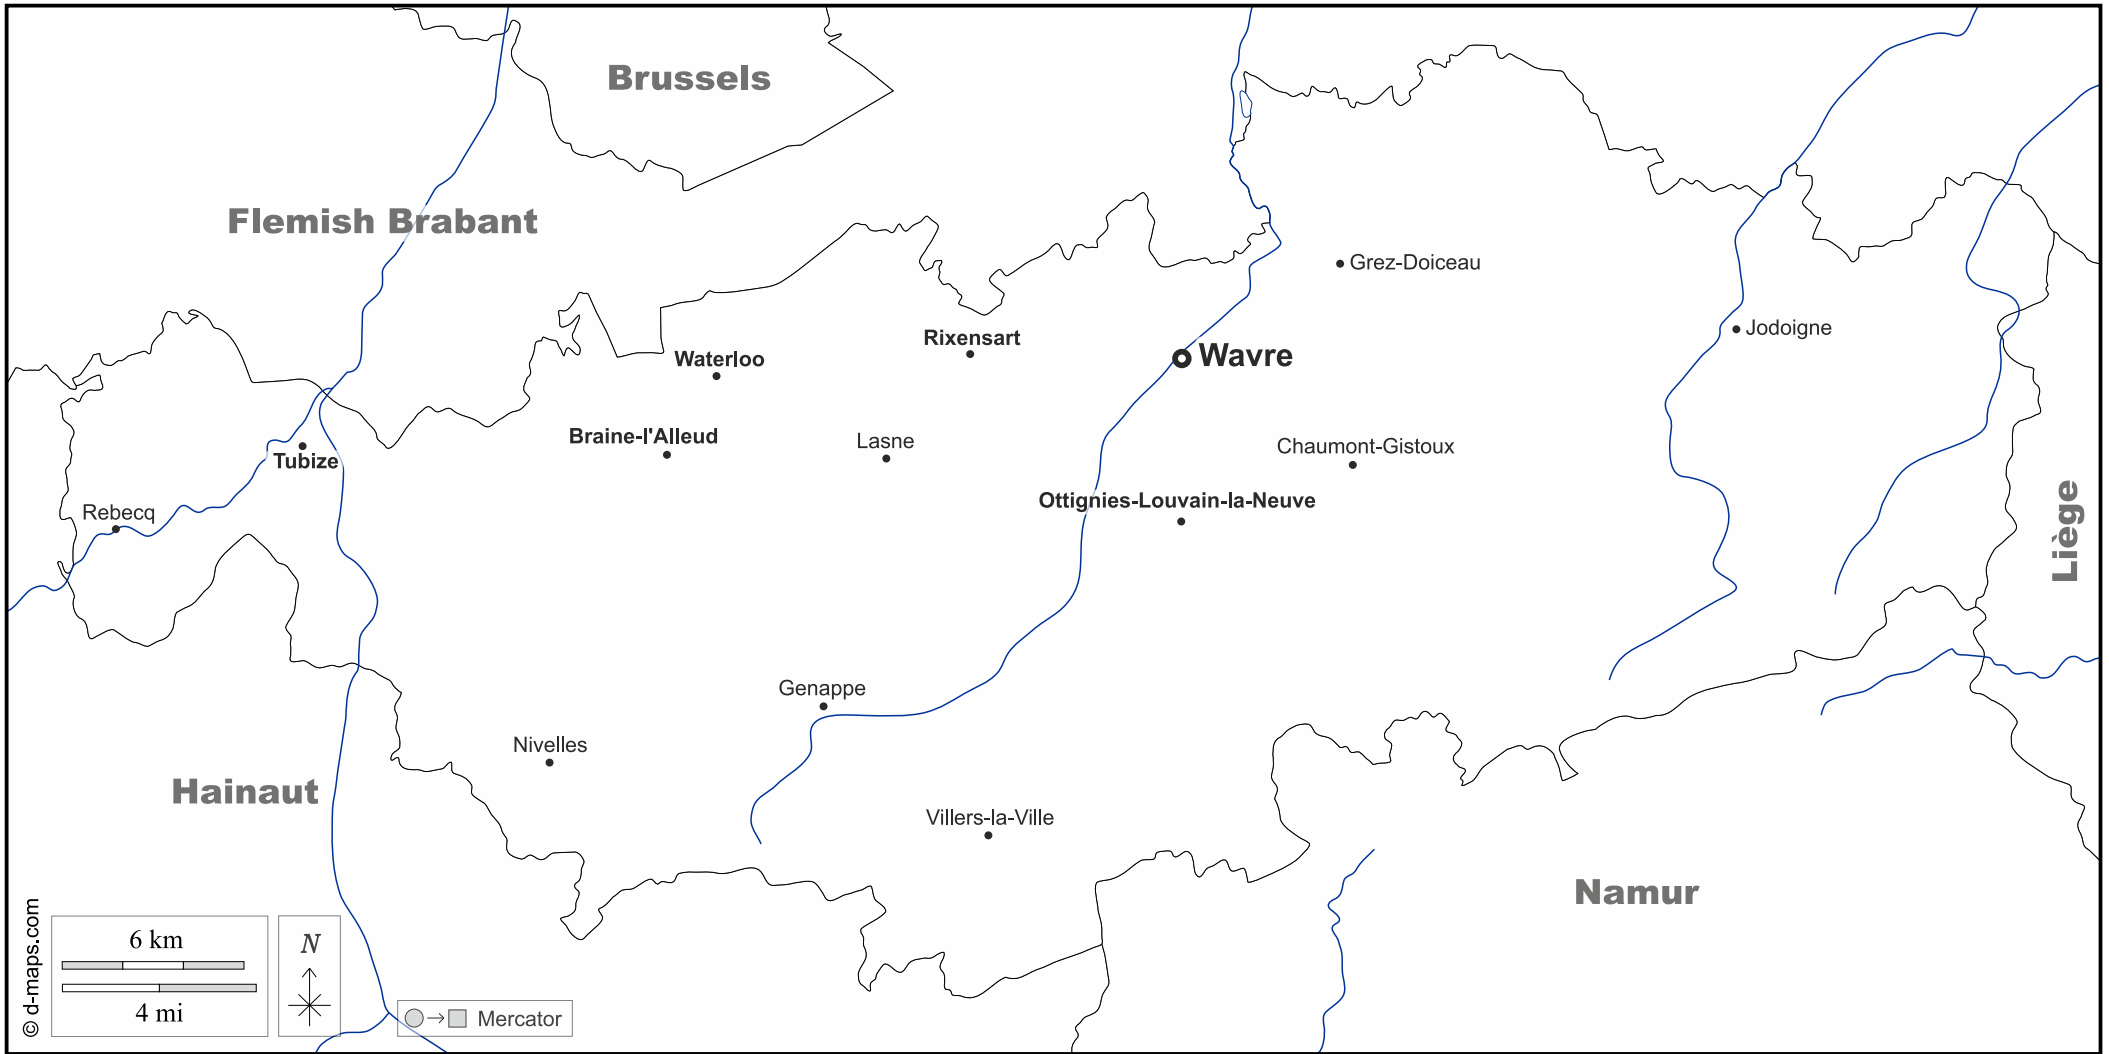 Brussels
Flemish Brabant
Grez-Doiceau
Jodoigne
Rixensart
Waterloo
Wavre
Braine-l'Alleud
Lasne
Chaumont-Gistoux
Tubize
Ottignies-Louvain-la-Neuve
Rebecq
Liège
Genappe
Nivelles
Hainaut
Villers-la-Ville
Namur
© d-maps.com
6 km
4 mi
N
Mercator